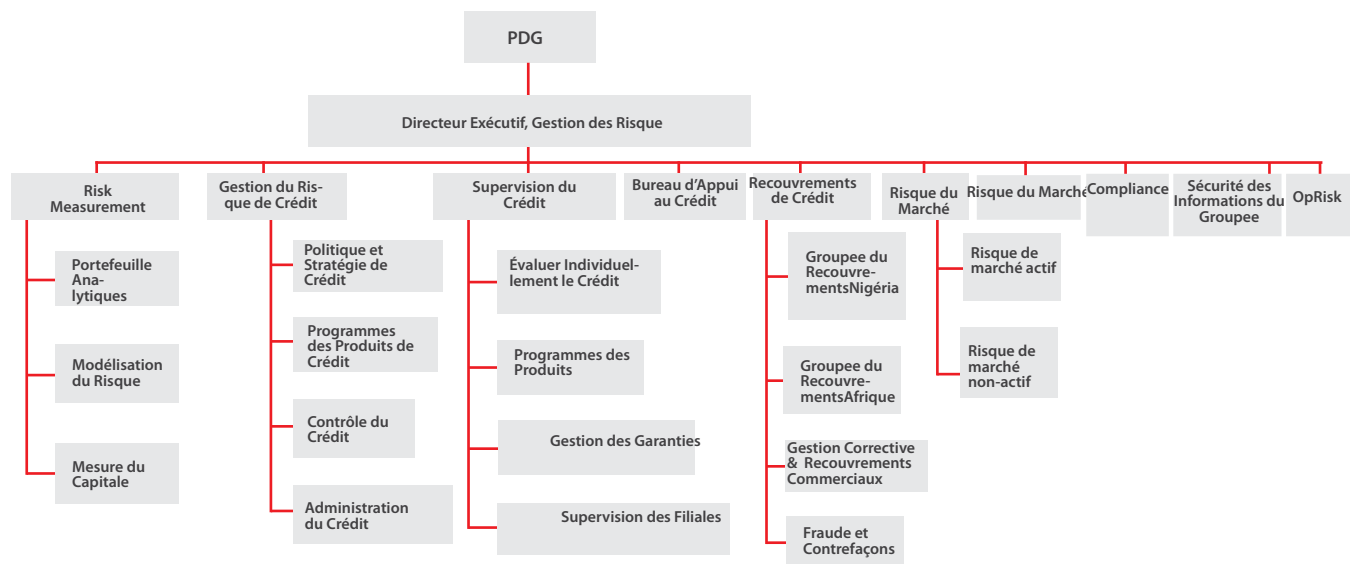 PDG
Directeur Exécutif, Gestion des Risque
Risk
Measurement
Gestion du Ris-
que de Crédit
Supervision du
Crédit
Bureau d’Appui
au Crédit
Recouvrements
de Crédit
Risque du
Marché
Risque du Marché
Compliance
Sécurité des
Informations du
Groupee
OpRisk
Portefeuille
Ana-
lytiques
Modélisation
du Risque
Mesure du
Capitale
Politique et
Stratégie de
Crédit
Programmes
des Produits de
Crédit
Contrôle du
Crédit
Administration
du Crédit
Évaluer Individuel-
lement le Crédit
Programmes des
Produits
Gestion des Garanties
Supervision des Filiales
Groupee du
Recouvre-
mentsNigéria
Groupee du
Recouvre-
mentsAfrique
Gestion Corrective
& Recouvrements
Commerciaux
Fraude et
Contrefaçons
Risque de
marché actif
Risque de
marché
non-actif